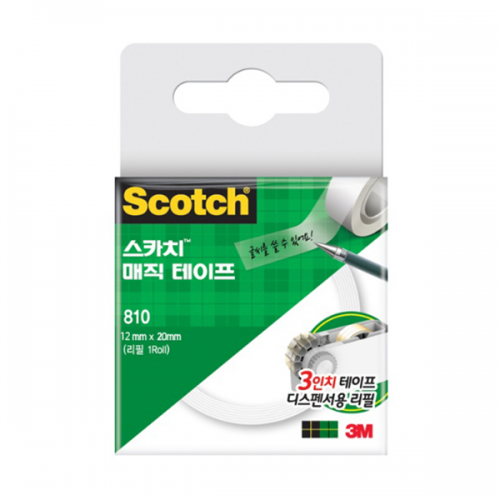 Scotch
스카치™
매직 테이프
글씨를 쓸 수 있어요!
810
12 mm x 20mm
(리필 1Roll)
3인치 테이프
디스펜서용 리필
3M